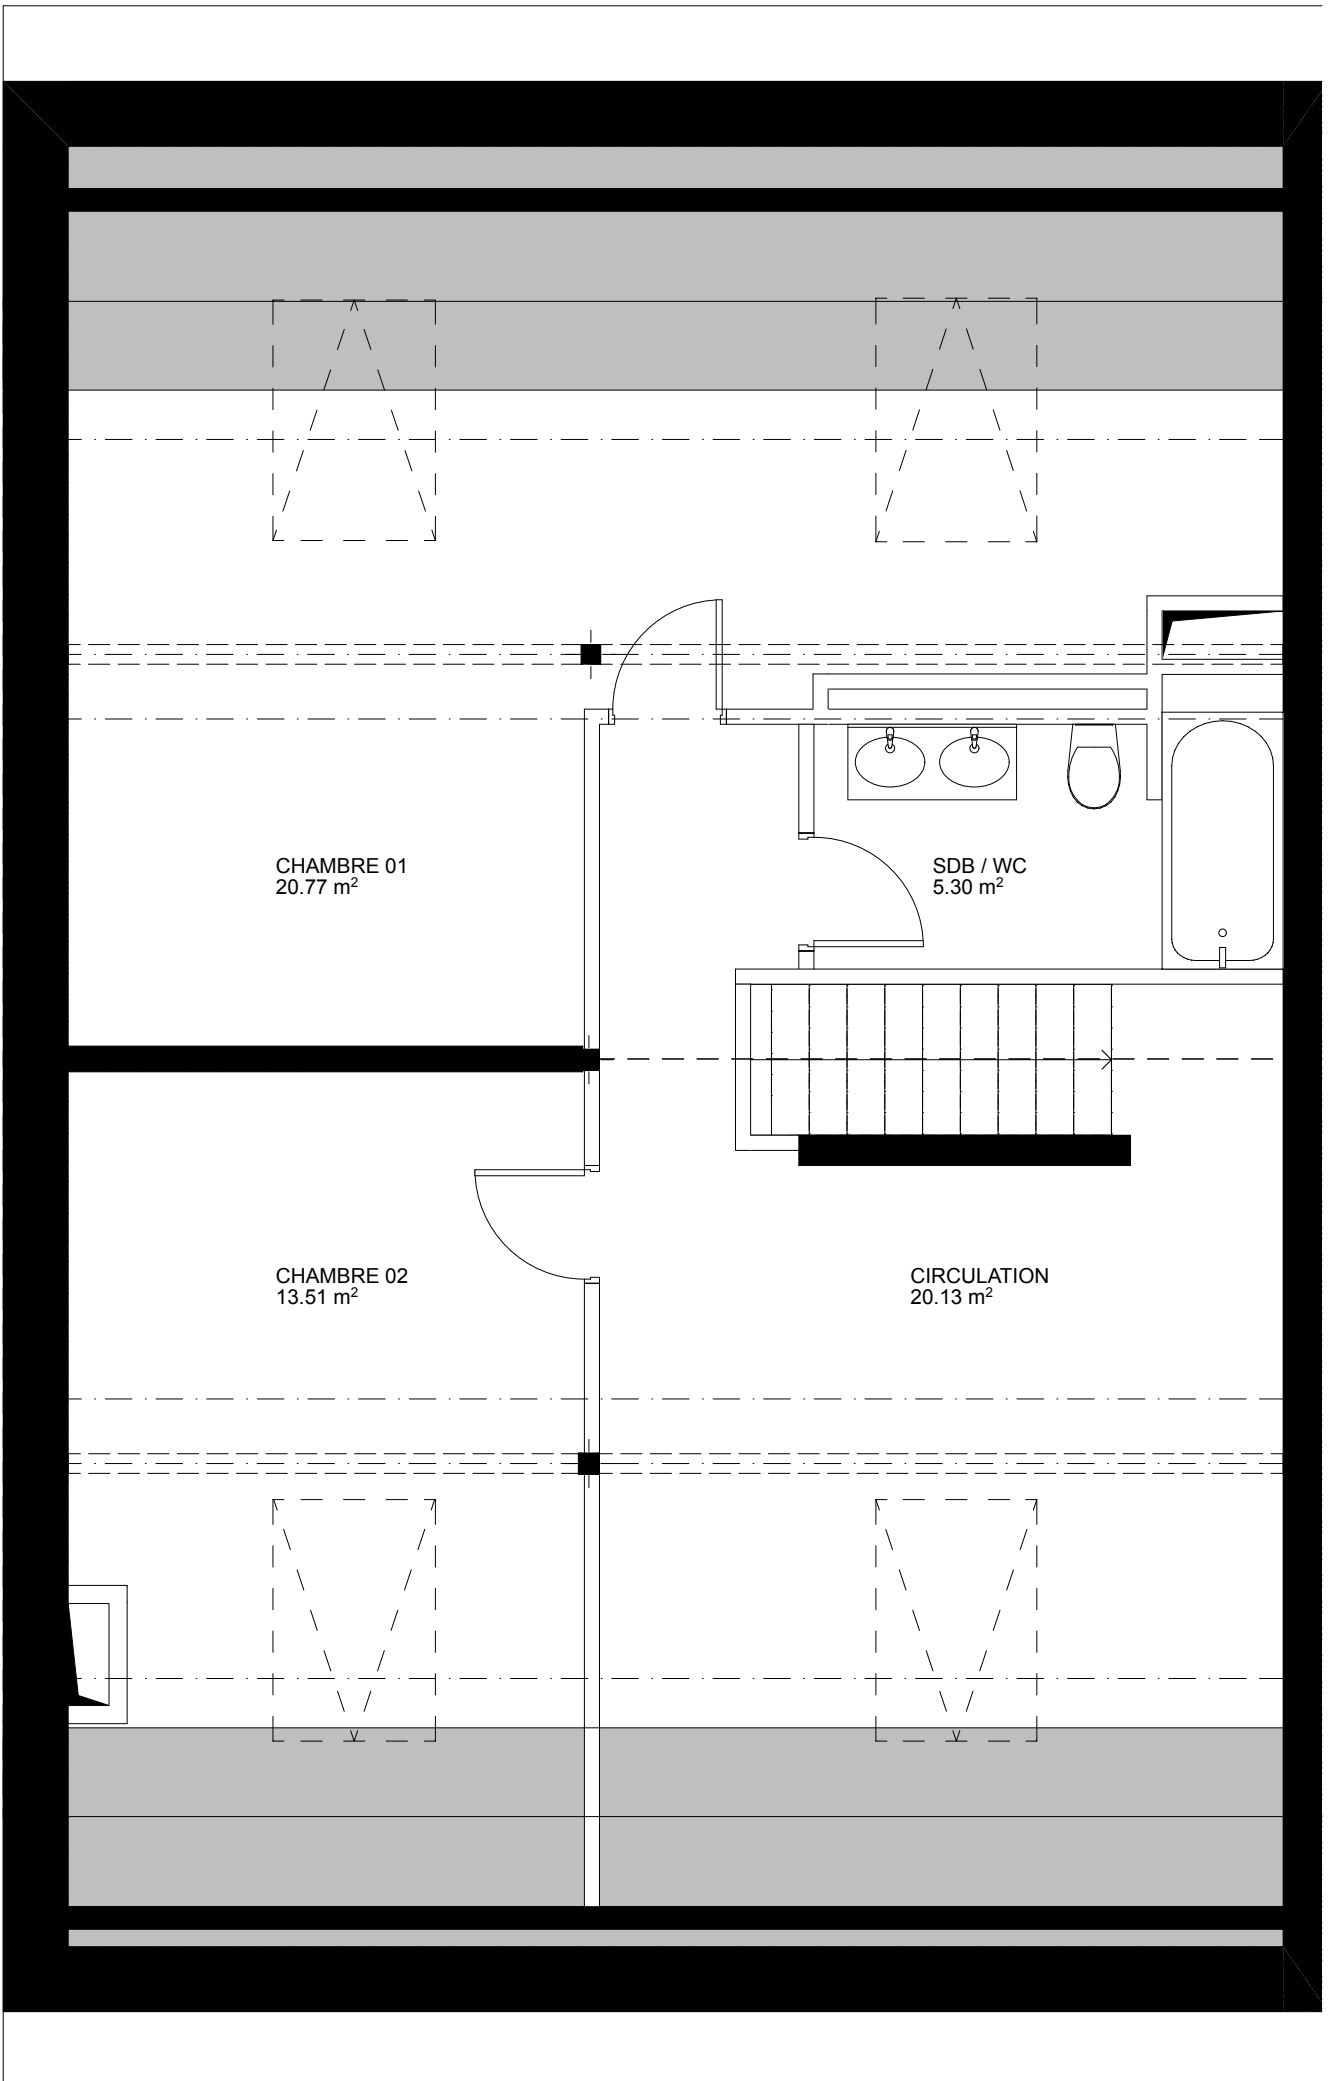 CHAMBRE 01
20.77 m²
SDB / WC
5.30 m²
CHAMBRE 02
13.51 m²
CIRCULATION
20.13 m²